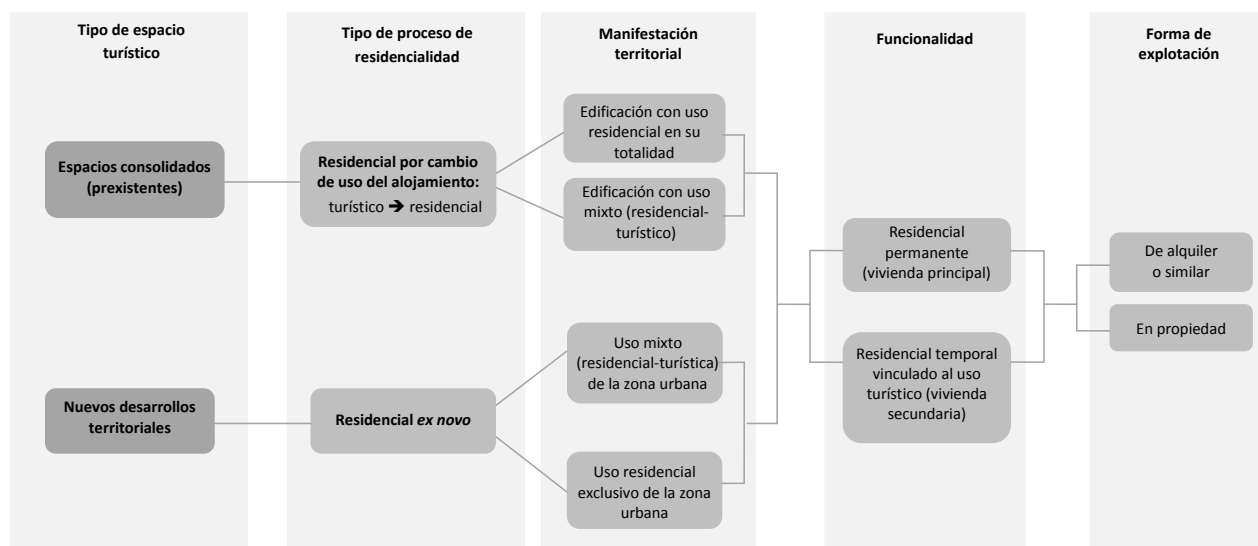 Tipo de espacio
turístico
Tipo de proceso de
residencialidad
Manifestación
territorial
Funcionalidad
Forma de
explotación
Espacios consolidados
(prexistentes)
Residencial por cambio
de uso del alojamiento:
turístico ➔ residencial
Edificación con uso
residencial en su
totalidad
Edificación con uso
mixto (residencial-
turístico)
Residencial
permanente
(vivienda principal)
De alquiler
o similar
En propiedad
Nuevos desarrollos
territoriales
Residencial ex novo
Uso mixto
(residencial-turística)
de la zona urbana
Uso residencial
exclusivo de la zona
urbana
Residencial temporal
vinculado al uso
turístico (vivienda
secundaria)